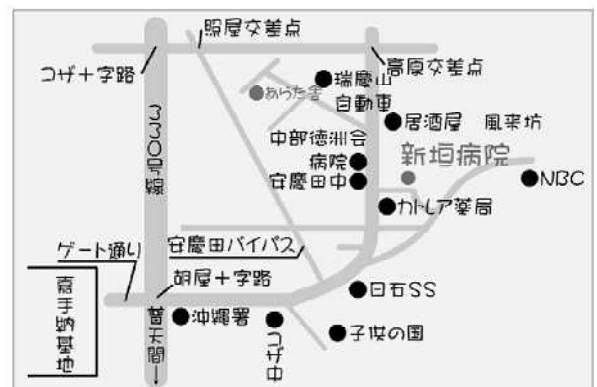 照屋交差点
コザ十字路
高原交差点
瑞慶山
自動車
あらた舎
居酒屋 風来坊
330号線
中部徳洲会
病院
新垣病院
安慶田中
NBC
カトレア薬局
ゲート通り
安慶田バイパス
胡屋十字路
嘉手納基地
日石SS
沖縄署
子供の国
コザ中
普天間→